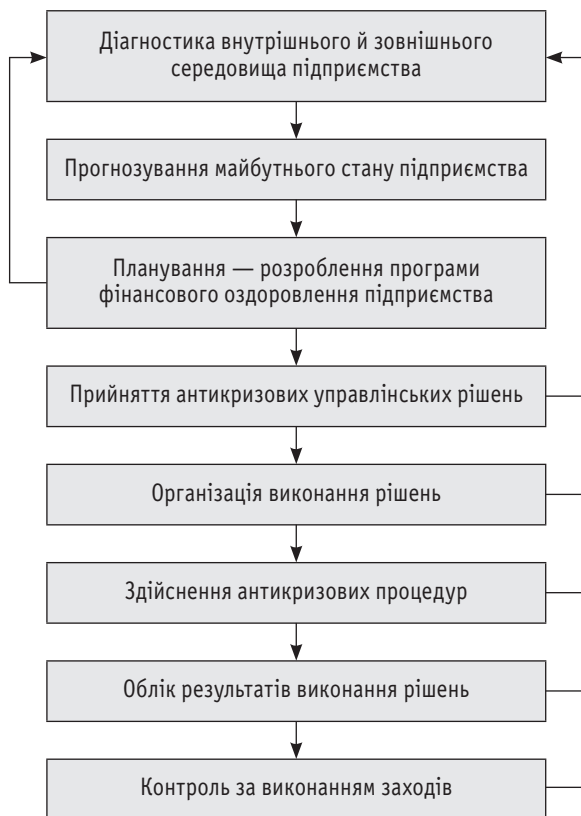 Діагностика внутрішнього й зовнішнього
середовища підприємства
Прогнозування майбутнього стану підприємства
Планування — розроблення програми
фінансового оздоровлення підприємства
Прийняття антикризових управлінських рішень
Організація виконання рішень
Здійснення антикризових процедур
Облік результатів виконання рішень
Контроль за виконанням заходів